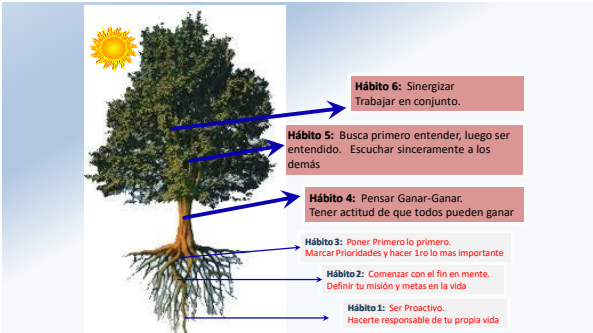 Hábito 6: Sinergizar
Trabajar en conjunto.
Hábito 5: Busca primero entender, luego ser
entendido. Escuchar sinceramente a los
demás
Hábito 4: Pensar Ganar-Ganar.
Tener actitud de que todos pueden ganar
Hábito 3: Poner Primero lo primero.
Marcar Prioridades y hacer 1ro lo mas importante
Hábito 2: Comenzar con el fin en mente.
Definir tu misión y metas en la vida
Hábito 1: Ser Proactivo.
Hacerte responsable de tu propia vida